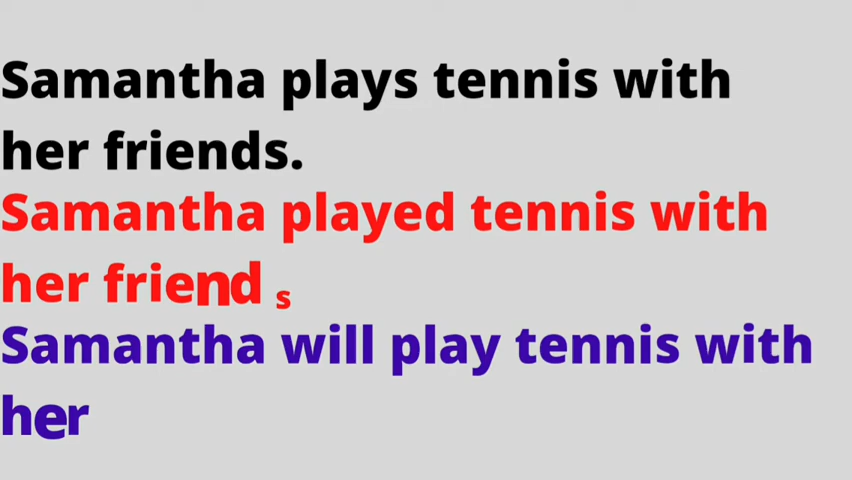 Samantha plays tennis with
her friends.
Samantha played tennis with
her friend s
Samantha will play tennis with
her